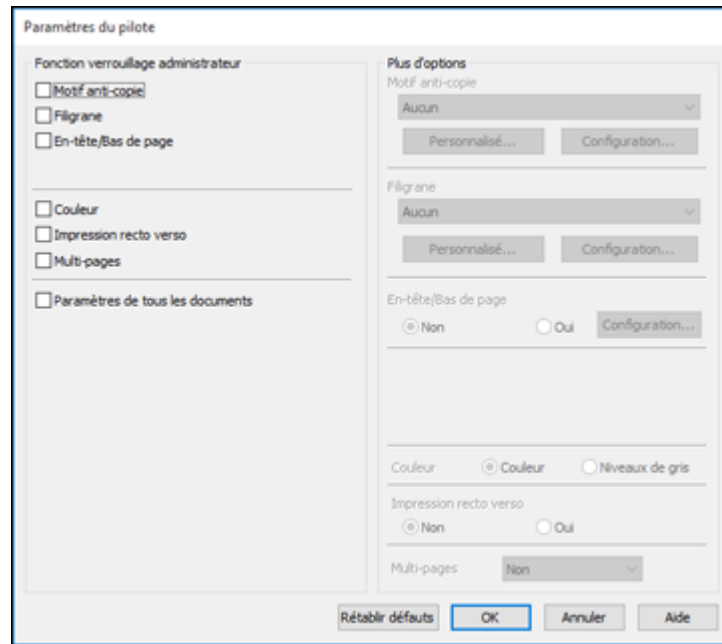 Paramètres du pilote
Fonction verrouillage administrateur
Motif anti-copie
Filigrane
En-tête/Bas de page
Couleur
Impression recto verso
Multi-pages
Paramètres de tous les documents
Plus d'options
Motif anti-copie
Aucun
Personnalisé... Configuration...
Filigrane
Aucun
Personnalisé... Configuration...
En-tête/Bas de page
Non Oui Configuration...
Couleur Couleur Niveaux de gris
Impression recto verso
Non Oui
Multi-pages Non
Rétablir défauts OK Annuler Aide